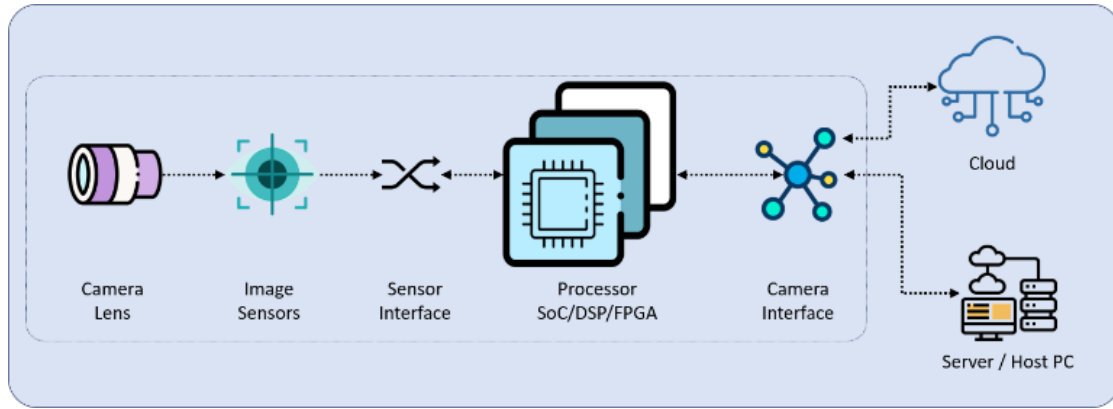 Cloud
Camera
Lens
Image
Sensors
Sensor
Interface
Processor
SoC/DSP/FPGA
Camera
Interface
Server / Host PC